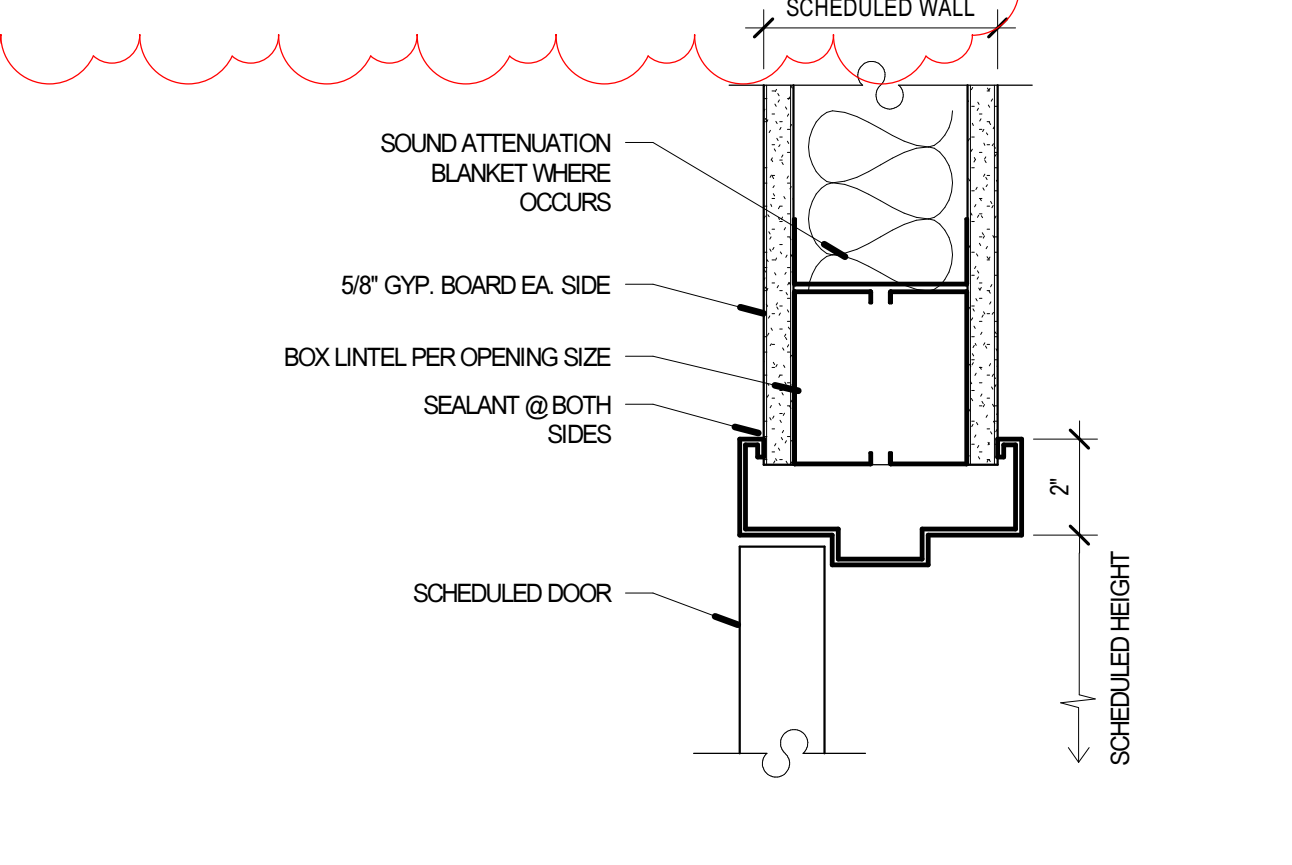 SCHEDULED WALL
SOUND ATTENUATION
BLANKET WHERE
OCCURS
5/8" GYP. BOARD EA. SIDE
BOX LINTEL PER OPENING SIZE
SEALANT @ BOTH
SIDES
2"
SCHEDULED DOOR
SCHEDULED HEIGHT